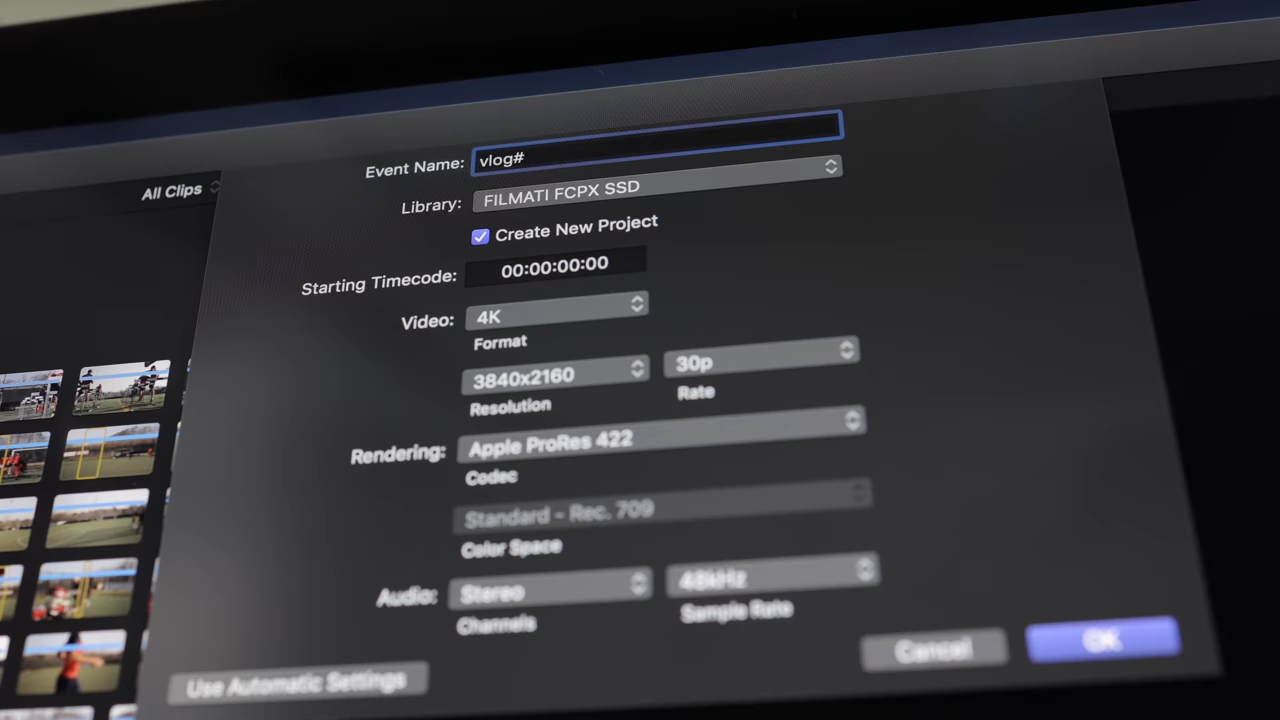 All Clips
Event Name: vlog#
Library: FILMATI FCPX SSD
Create New Project
Starting Timecode: 00:00:00:00
Video: 4K
Format
3840x2160 30p
Resolution Rate
Rendering: Apple ProRes 422
Codec
Standard - Rec. 709
Color Space
Audio: Stereo 48kHz
Channels Sample Rate
Use Automatic Settings Cancel OK